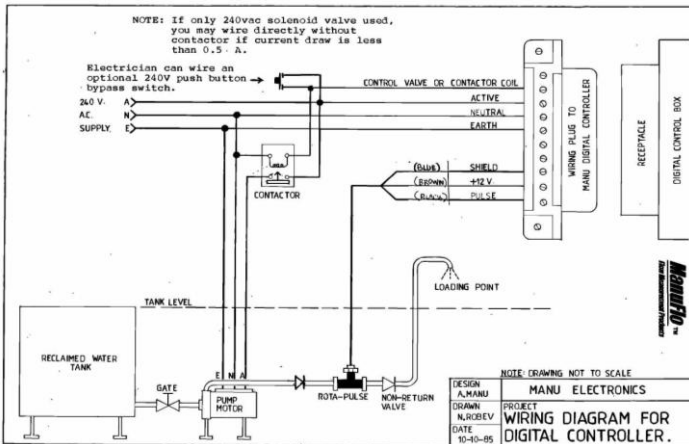 NOTE: If only 240vac solenoid valve used,
you may wire directly without
contactor if current draw is less
than 0.5 A.
Electrician can wire an
optional 240V push button
bypass switch.
CONTROL VALVE OR CONTACTOR COIL
240 V. A
ACTIVE
A.C. N
NEUTRAL
SUPPLY. E
EARTH
CONTACTOR
(BLUE) SHIELD
(BROWN) +12 V.
(BLACK) PULSE
WIRING PLUG TO
MANU DIGITAL CONTROLLER
RECEPTACLE
DIGITAL CONTROL BOX
ManuFlo™
Flow Measurement Products
LOADING POINT
TANK LEVEL
RECLAIMED WATER
TANK
GATE
E N A
PUMP
MOTOR
ROTA-PULSE
NON-RETURN
VALVE
NOTE: DRAWING NOT TO SCALE
DESIGN
A.MANU
MANU ELECTRONICS
DRAWN
N.ROBEV
DATE
10-10-85
PROJECT
WIRING DIAGRAM FOR
DIGITAL CONTROLLER.